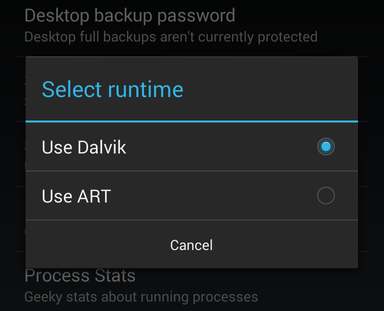 Desktop backup password
Desktop full backups aren't currently protected
Select runtime
Use Dalvik
Use ART
Cancel
Process Stats
Geeky stats about running processes